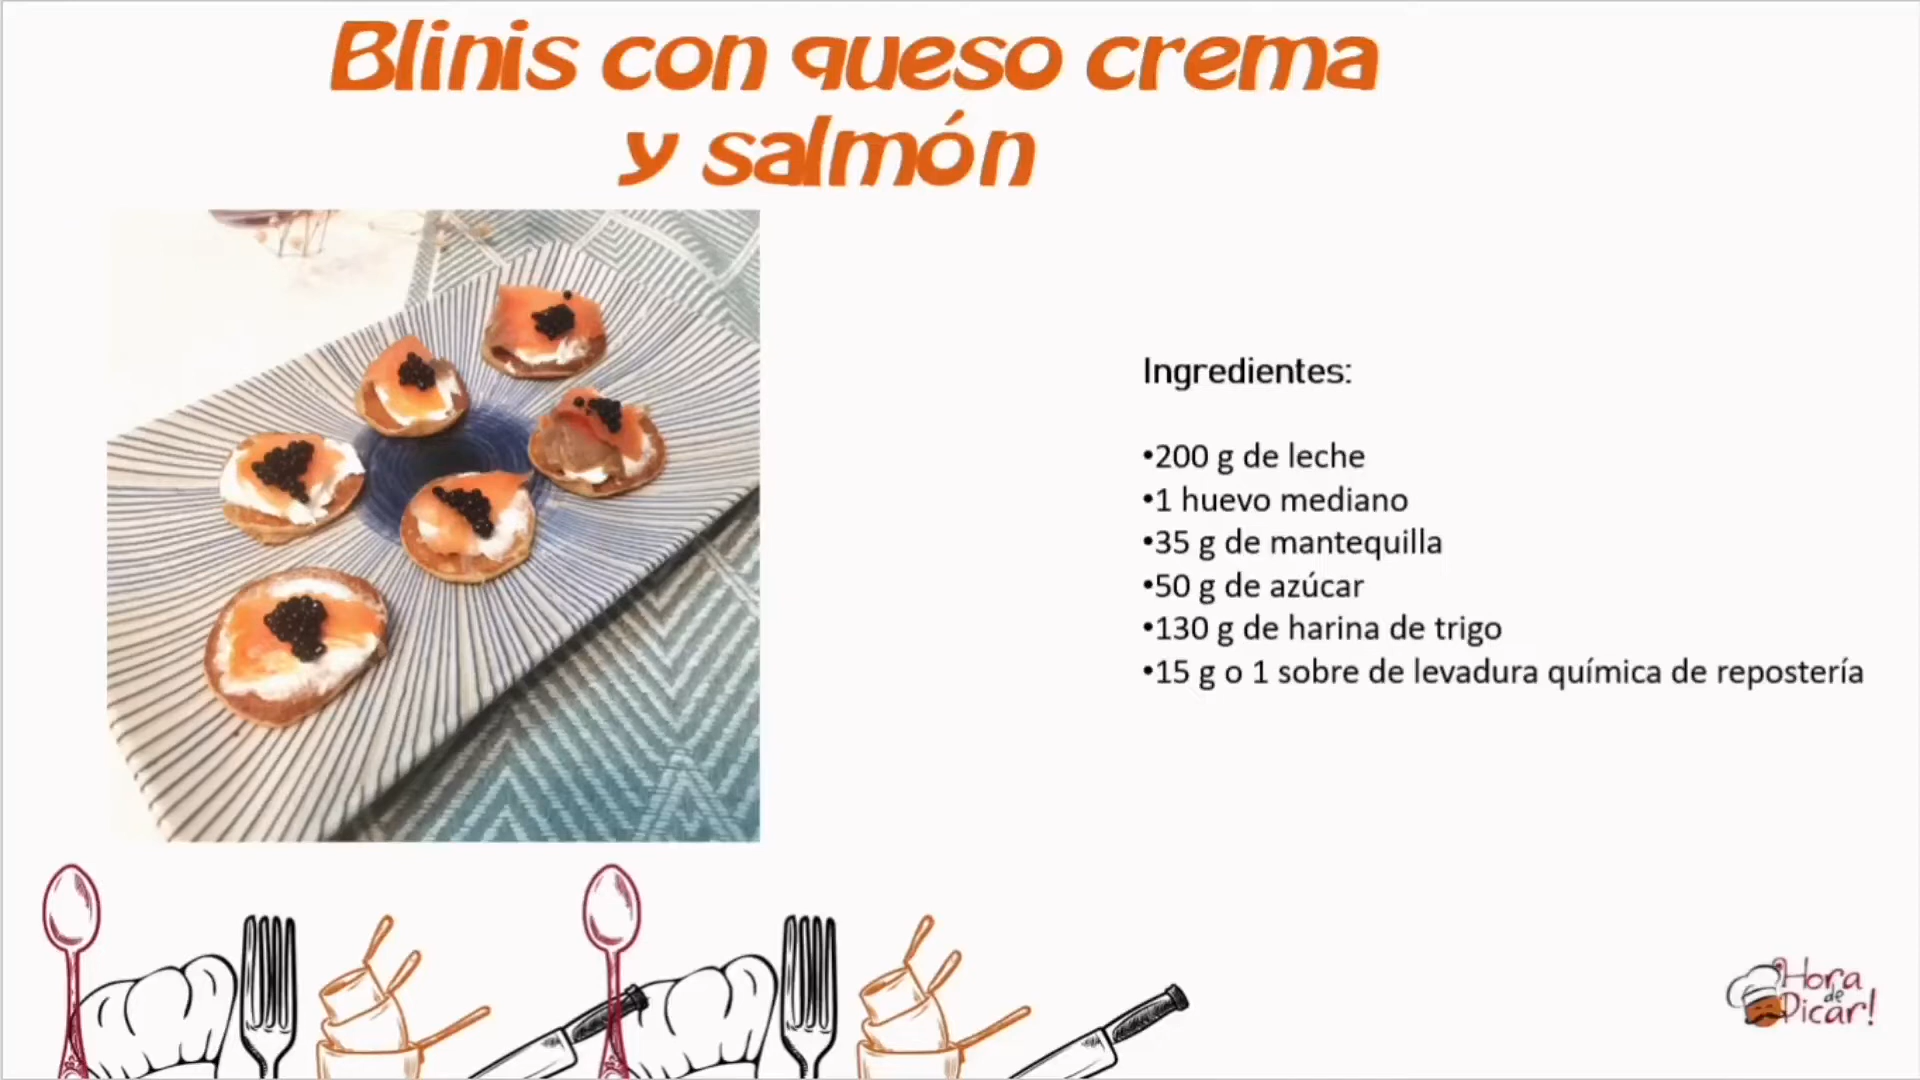 Blinis con queso crema
y salmón
Ingredientes:
•200 g de leche
•1 huevo mediano
•35 g de mantequilla
•50 g de azúcar
•130 g de harina de trigo
•15 g o 1 sobre de levadura química de repostería
Hora
de
Picar!